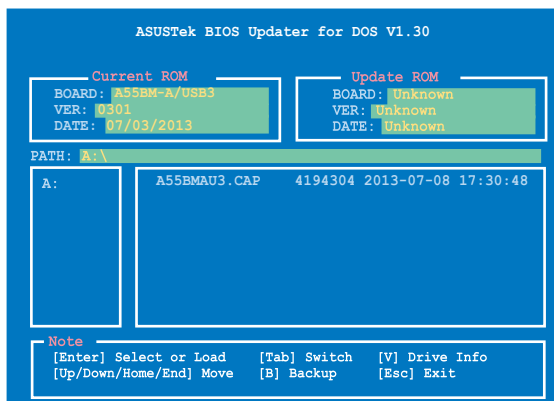 ASUSTek BIOS Updater for DOS V1.30
Current ROM
BOARD: A55BM-A/USB3
VER: 0301
DATE: 07/03/2013
Update ROM
BOARD: Unknown
VER: Unknown
DATE: Unknown
PATH: A:\
A:
A55BMAU3.CAP 4194304 2013-07-08 17:30:48
Note
[Enter] Select or Load [Tab] Switch [V] Drive Info
[Up/Down/Home/End] Move [B] Backup [Esc] Exit